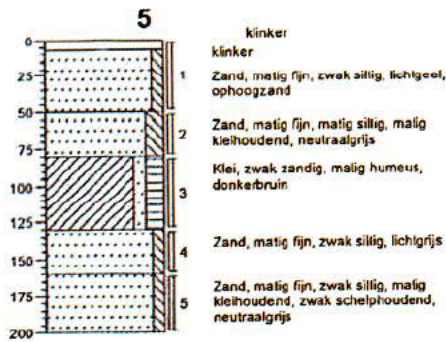 5
klinker
0
klinker
25
1
Zand, matig fijn, zwak siltig, lichtgeel,
ophoogzand
50
75
2
Zand, matig fijn, matig siltig, matig
kleihoudend, neutraalgrijs
100
125
3
Klei, zwak zandig, matig humeus,
donkerbruin
150
4
Zand, matig fijn, zwak siltig, lichtgrijs
175
200
5
Zand, matig fijn, zwak siltig, matig
kleihoudend, zwak schelphoudend,
neutraalgrijs